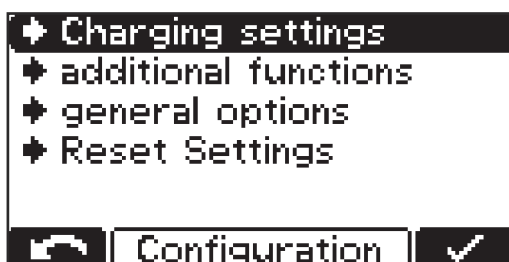 Charging settings
additional functions
general options
Reset Settings
Configuration